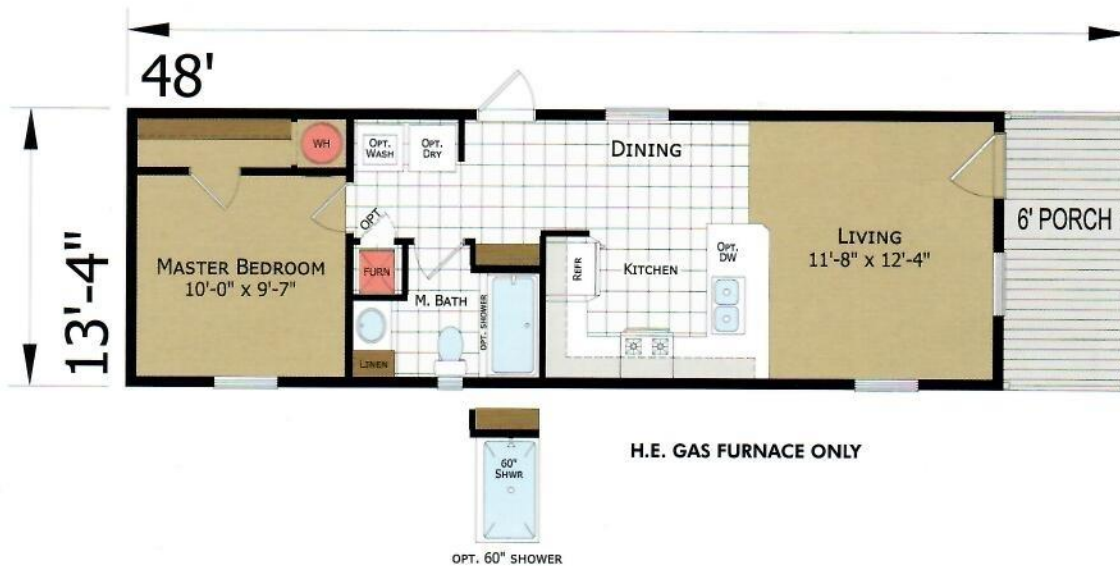 48'
13'-4"
WH
OPT.
WASH
OPT.
DRY
DINING
6' PORCH
OPT
MASTER BEDROOM
10'-0" x 9'-7"
FURN
M. BATH
LINEN
OPT. SHOWER
REFR
KITCHEN
OPT.
DW
LIVING
11'-8" x 12'-4"
H.E. GAS FURNACE ONLY
60"
SHWR
OPT. 60" SHOWER